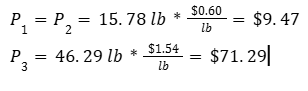 P₁ = P₂ = 15.78 lb * $0.60/lb = $9.47
P₃ = 46.29 lb * $1.54/lb = $71.29